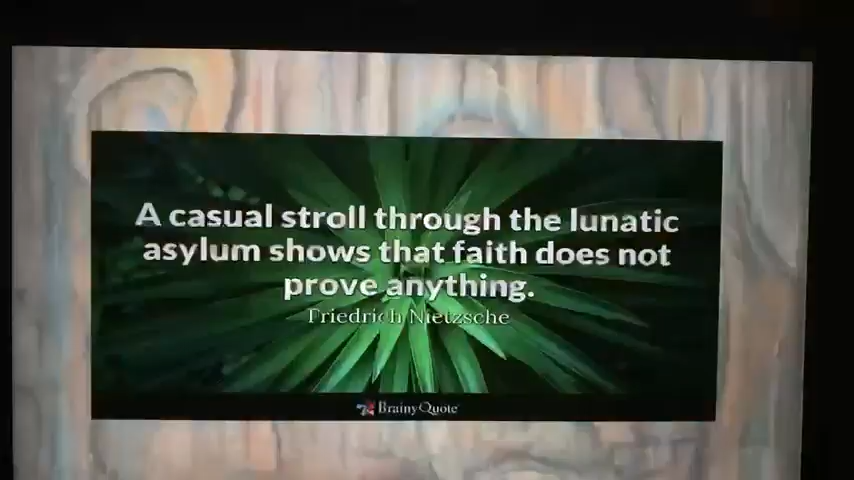 A casual stroll through the lunatic
asylum shows that faith does not
prove anything.
Friedrich Nietzsche
BrainyQuote